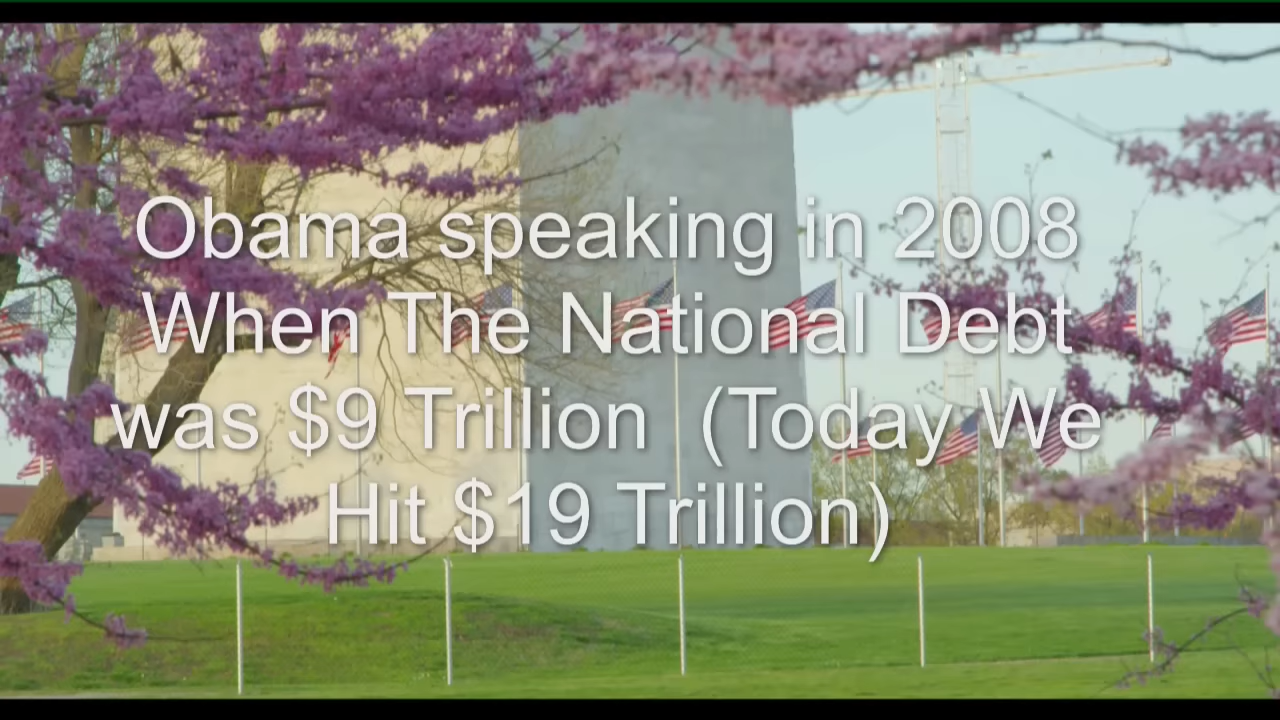 Obama speaking in 2008
When The National Debt
was $9 Trillion (Today We
Hit $19 Trillion)